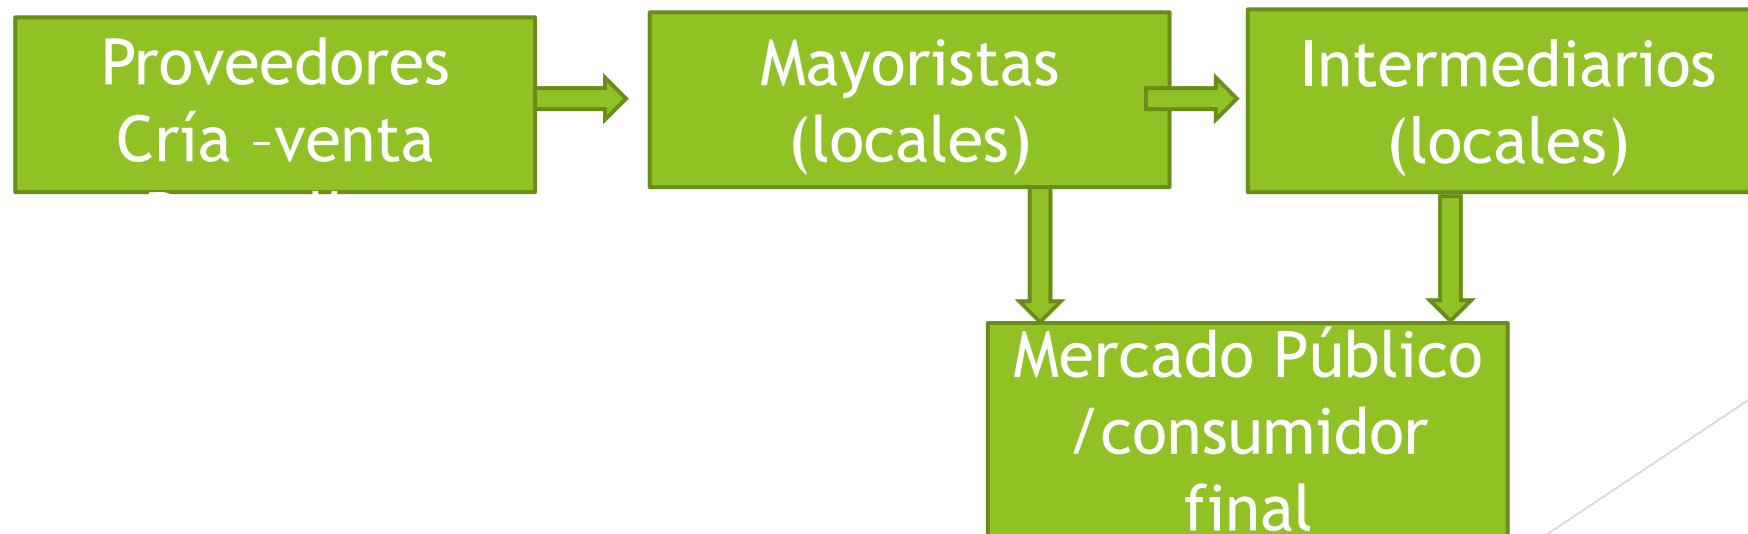 Proveedores
Cría –venta
Mayoristas
(locales)
Intermediarios
(locales)
Mercado Público
/consumidor
final